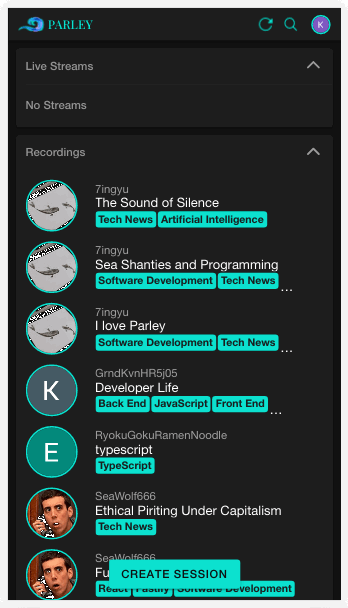 PARLEY
K
Live Streams
No Streams
Recordings
7ingyu
The Sound of Silence
Tech News Artificial Intelligence
7ingyu
Sea Shanties and Programming
Software Development Tech News ...
7ingyu
I love Parley
Software Development Tech News ...
K
GrndKvnHR5j05
Developer Life
Back End JavaScript Front End ...
E
RyokuGokuRamenNoodle
typescript
TypeScript
SeaWolf666
Ethical Piriting Under Capitalism
Tech News
SeaWolf666
CREATE SESSION
React Fastify Software Development